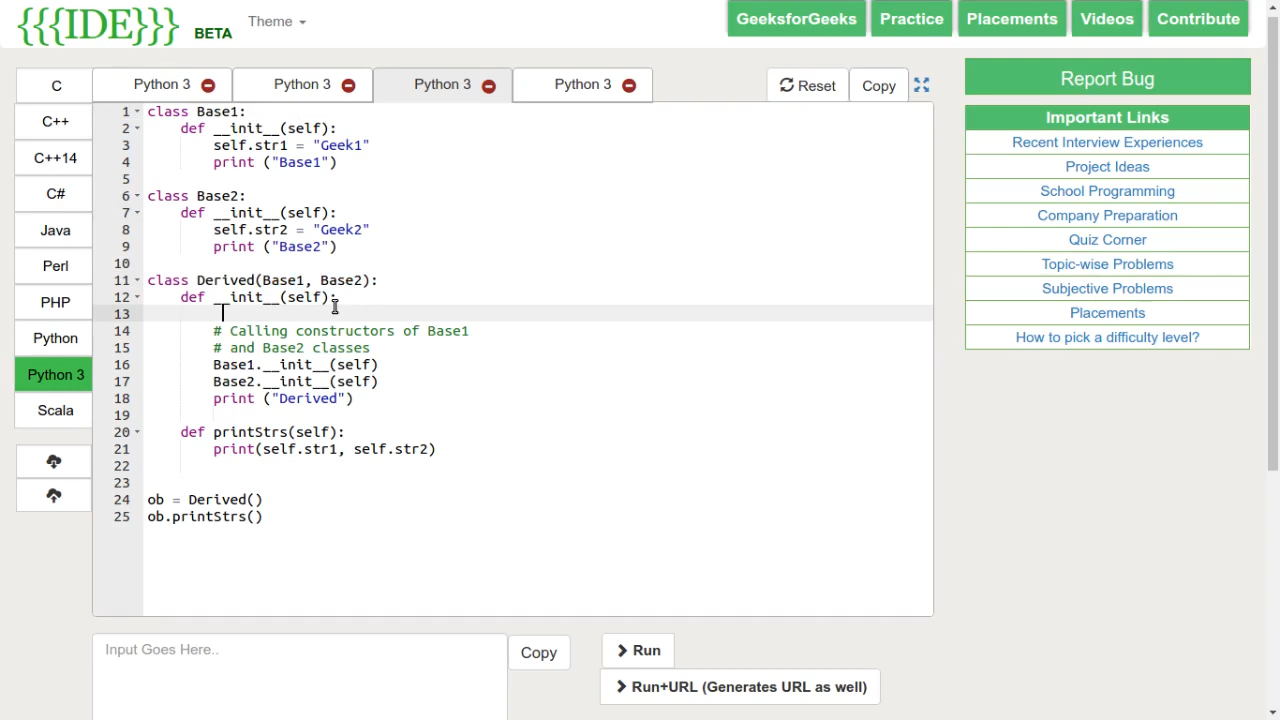 {{{IDE}}} BETA
Theme
GeeksforGeeks Practice Placements Videos Contribute
C
C++
C++14
C#
Java
Perl
PHP
Python
Python 3
Scala
Python 3 Python 3 Python 3 Python 3
Reset Copy
1 class Base1:
2     def __init__(self):
3         self.str1 = "Geek1"
4         print ("Base1")
5
6 class Base2:
7     def __init__(self):
8         self.str2 = "Geek2"
9         print ("Base2")
10
11 class Derived(Base1, Base2):
12     def __init__(self):
13
14         # Calling constructors of Base1
15         # and Base2 classes
16         Base1.__init__(self)
17         Base2.__init__(self)
18         print ("Derived")
19
20     def printStrs(self):
21         print(self.str1, self.str2)
22
23
24 ob = Derived()
25 ob.printStrs()
Input Goes Here..
Copy
Run
Run+URL (Generates URL as well)
Report Bug
Important Links
Recent Interview Experiences
Project Ideas
School Programming
Company Preparation
Quiz Corner
Topic-wise Problems
Subjective Problems
Placements
How to pick a difficulty level?